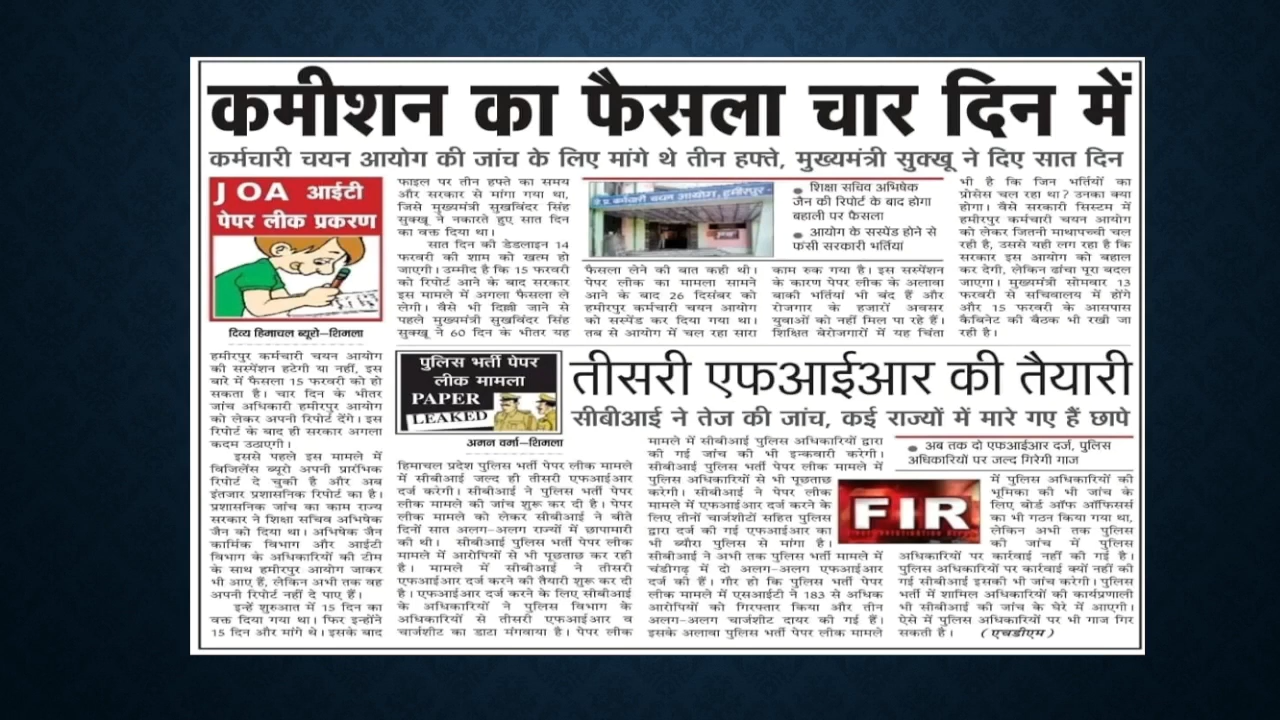 कमीशन का फैसला चार दिन में
कर्मचारी चयन आयोग की जांच के लिए मांगे थे तीन हफ्ते, मुख्यमंत्री सुक्खू ने दिए सात दिन
JOA आईटी
पेपर लीक प्रकरण
दिव्य हिमाचल ब्यूरो-शिमला
हमीरपुर कर्मचारी चयन आयोग
की सस्पेंशन हटेगी या नहीं, इस
बारे में फैसला 15 फरवरी को हो
सकता है। चार दिन के भीतर
जांच अधिकारी हमीरपुर आयोग
को लेकर अपनी रिपोर्ट देंगे। इस
रिपोर्ट के बाद ही सरकार अगला
कदम उठाएगी।
इससे पहले इस मामले में
विजिलेंस ब्यूरो अपनी प्रारंभिक
रिपोर्ट दे चुकी है और अब
इंतजार प्रशासनिक रिपोर्ट का है।
प्रशासनिक जांच का काम राज्य
सरकार ने शिक्षा सचिव अभिषेक
जैन को दिया था। अभिषेक जैन
कार्मिक विभाग और आईटी
विभाग के अधिकारियों की टीम
के साथ हमीरपुर आयोग जाकर
भी आए हैं, लेकिन अभी तक वह
अपनी रिपोर्ट नहीं दे पाए हैं।
इन्हें शुरुआत में 15 दिन का
वक्त दिया गया था। फिर इन्होंने
15 दिन और मांगे थे। इसके बाद
फाइल पर तीन हफ्ते का समय
और सरकार से मांगा गया था,
जिसे मुख्यमंत्री सुखविंदर सिंह
सुक्खू ने नकारते हुए सात दिन
का वक्त दिया था।
सात दिन की डेडलाइन 14
फरवरी की शाम को खत्म हो
जाएगी। उम्मीद है कि 15 फरवरी
को रिपोर्ट आने के बाद सरकार
इस मामले में अगला फैसला ले
लेगी। वैसे भी दिल्ली जाने से
पहले मुख्यमंत्री सुखविंदर सिंह
सुक्खू ने 60 दिन के भीतर यह
प्र. कर्मचारी चयन आयोग, हमीरपुर
● शिक्षा सचिव अभिषेक
जैन की रिपोर्ट के बाद होगा
बहाली पर फैसला
● आयोग के सस्पेंड होने से
फंसी सरकारी भर्तियां
फैसला लेने की बात कही थी।
पेपर लीक का मामला सामने
आने के बाद 26 दिसंबर को
हमीरपुर कर्मचारी चयन आयोग
को सस्पेंड कर दिया गया था।
तब से आयोग में चल रहा सारा
काम रुक गया है। इस सस्पेंशन
के कारण पेपर लीक के अलावा
बाकी भर्तियां भी बंद हैं और
रोजगार के हजारों अवसर
युवाओं को नहीं मिल पा रहे हैं।
शिक्षित बेरोजगारों में यह चिंता
भी है कि जिन भर्तियों का
प्रोसेस चल रहा था? उनका क्या
होगा। वैसे सरकारी सिस्टम में
हमीरपुर कर्मचारी चयन आयोग
को लेकर जितनी माथापच्ची चल
रही है, उससे यही लग रहा है कि
सरकार इस आयोग को बहाल
कर देगी, लेकिन ढांचा पूरा बदल
जाएगा। मुख्यमंत्री सोमवार 13
फरवरी से सचिवालय में होंगे
और 15 फरवरी के आसपास
कैबिनेट की बैठक भी रखी जा
रही है।
पुलिस भर्ती पेपर
लीक मामला
PAPER
LEAKED
तीसरी एफआईआर की तैयारी
सीबीआई ने तेज की जांच, कई राज्यों में मारे गए हैं छापे
अमन वर्मा-शिमला
हिमाचल प्रदेश पुलिस भर्ती पेपर लीक मामले
में सीबीआई जल्द ही तीसरी एफआईआर
दर्ज करेगी। सीबीआई ने पुलिस भर्ती पेपर
लीक मामले की जांच शुरू कर दी है। पेपर
लीक मामले को लेकर सीबीआई ने बीते
दिनों सात अलग-अलग राज्यों में छापामारी
की थी। सीबीआई पुलिस भर्ती पेपर लीक
मामले में आरोपियों से भी पूछताछ कर रही
है। मामले में सीबीआई ने तीसरी
एफआईआर दर्ज करने की तैयारी शुरू कर दी
है। एफआईआर दर्ज करने के लिए सीबीआई
के अधिकारियों ने पुलिस विभाग के
अधिकारियों से तीसरी एफआईआर व
चार्जशीट का डाटा मंगवाया है। पेपर लीक
मामले में सीबीआई पुलिस अधिकारियों द्वारा
की गई जांच की भी इन्कवारी करेगी।
सीबीआई पुलिस भर्ती पेपर लीक मामले में
पुलिस अधिकारियों से भी पूछताछ
करेगी। सीबीआई ने पेपर लीक
मामले में एफआईआर दर्ज करने के
लिए तीनों चार्जशीटों सहित पुलिस
द्वारा दर्ज की गई एफआईआर का
भी ब्यौरा पुलिस से मांगा है।
सीबीआई ने अभी तक पुलिस भर्ती मामले में
चंडीगढ़ में दो अलग-अलग एफआईआर
दर्ज की हैं। गौर हो कि पुलिस भर्ती पेपर
लीक मामले में एसआईटी ने 183 से अधिक
आरोपियों को गिरफ्तार किया और तीन
अलग-अलग चार्जशीट दायर की गई हैं।
इसके अलावा पुलिस भर्ती पेपर लीक मामले
● अब तक दो एफआईआर दर्ज, पुलिस
अधिकारियों पर जल्द गिरेगी गाज
FIR
FIRST INVESTIGATION REPORT
में पुलिस अधिकारियों की
भूमिका की भी जांच के
लिए बोर्ड ऑफ ऑफिसर्स
का भी गठन किया गया था,
लेकिन अभी तक पुलिस
की जांच में पुलिस
अधिकारियों पर कार्रवाई नहीं की गई है।
पुलिस अधिकारियों पर कार्रवाई क्यों नहीं की
गई सीबीआई इसकी भी जांच करेगी। पुलिस
भर्ती में शामिल अधिकारियों की कार्यप्रणाली
भी सीबीआई की जांच के घेरे में आएगी।
ऐसे में पुलिस अधिकारियों पर भी गाज गिर
सकती है। (एचडीएम)